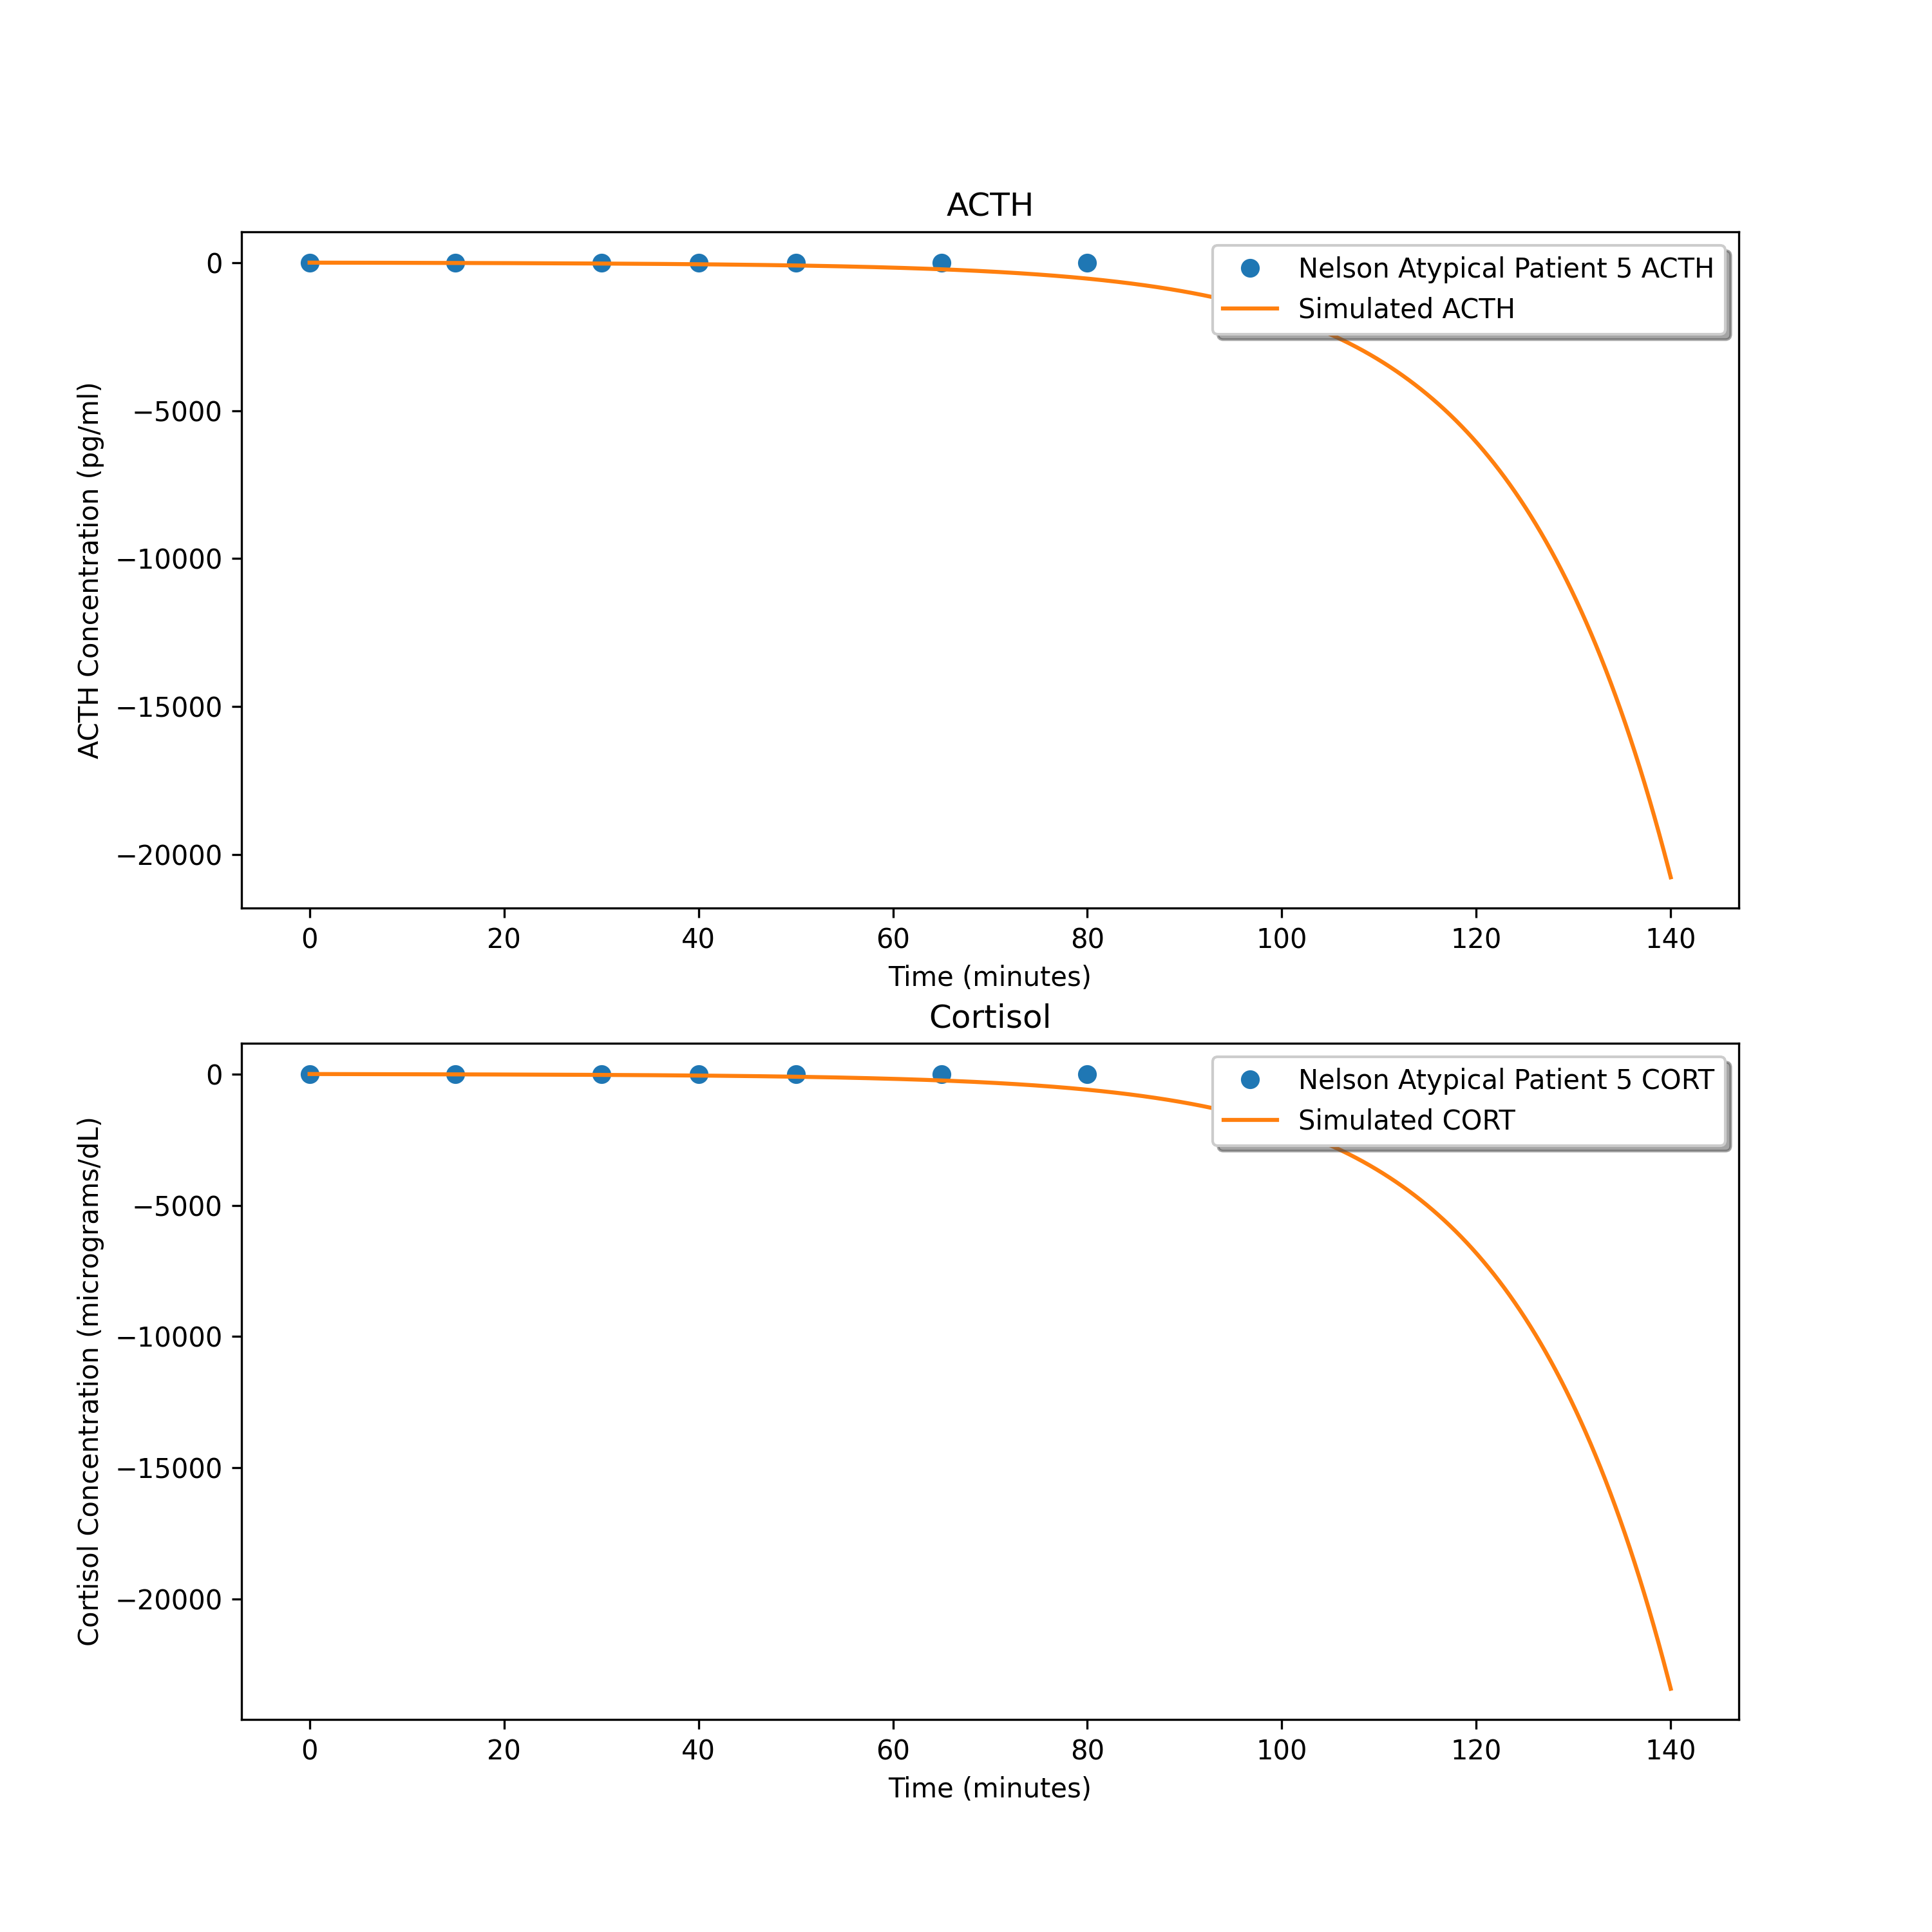 ACTH
Nelson Atypical Patient 5 ACTH
Simulated ACTH
ACTH Concentration (pg/ml)
0
−5000
−10000
−15000
−20000
0 20 40 60 80 100 120 140
Time (minutes)
Cortisol
Nelson Atypical Patient 5 CORT
Simulated CORT
Cortisol Concentration (micrograms/dL)
0
−5000
−10000
−15000
−20000
0 20 40 60 80 100 120 140
Time (minutes)